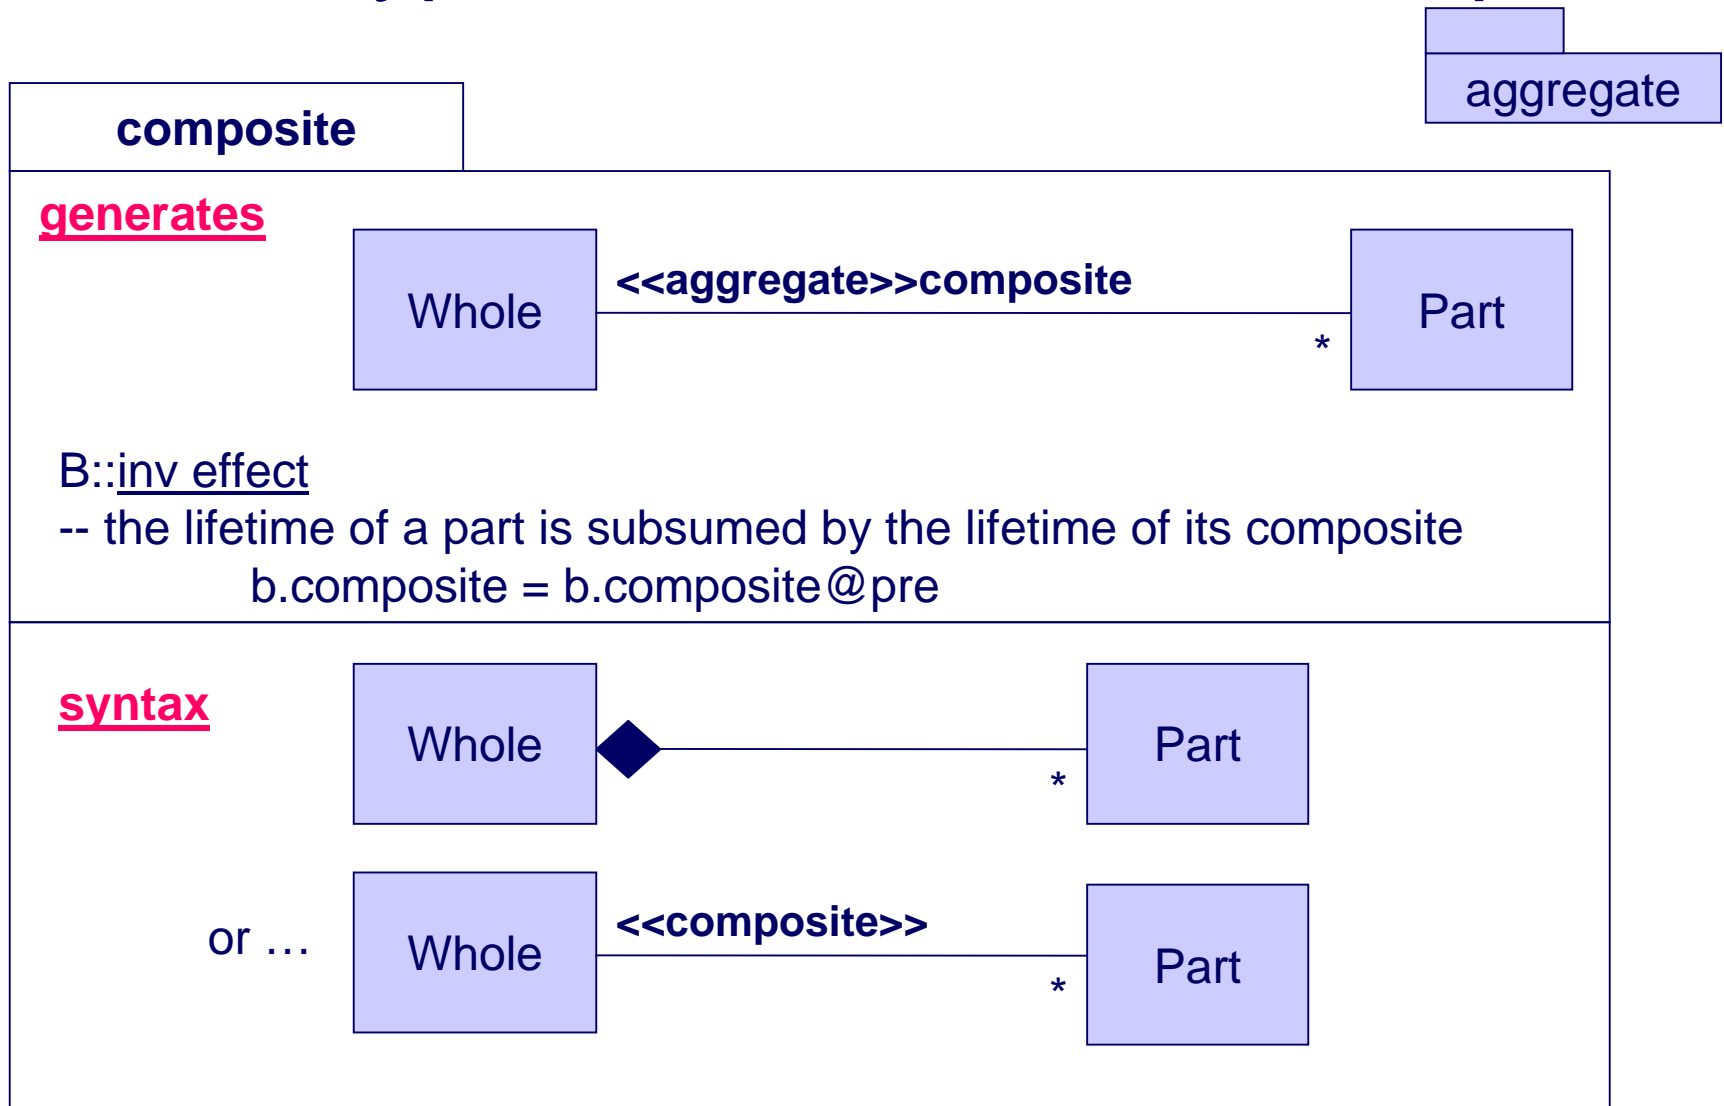 aggregate
composite
generates
Whole
<<aggregate>>composite
*
Part
B::inv effect
-- the lifetime of a part is subsumed by the lifetime of its composite
b.composite = b.composite@pre
syntax
Whole
*
Part
or …
Whole
<<composite>>
*
Part